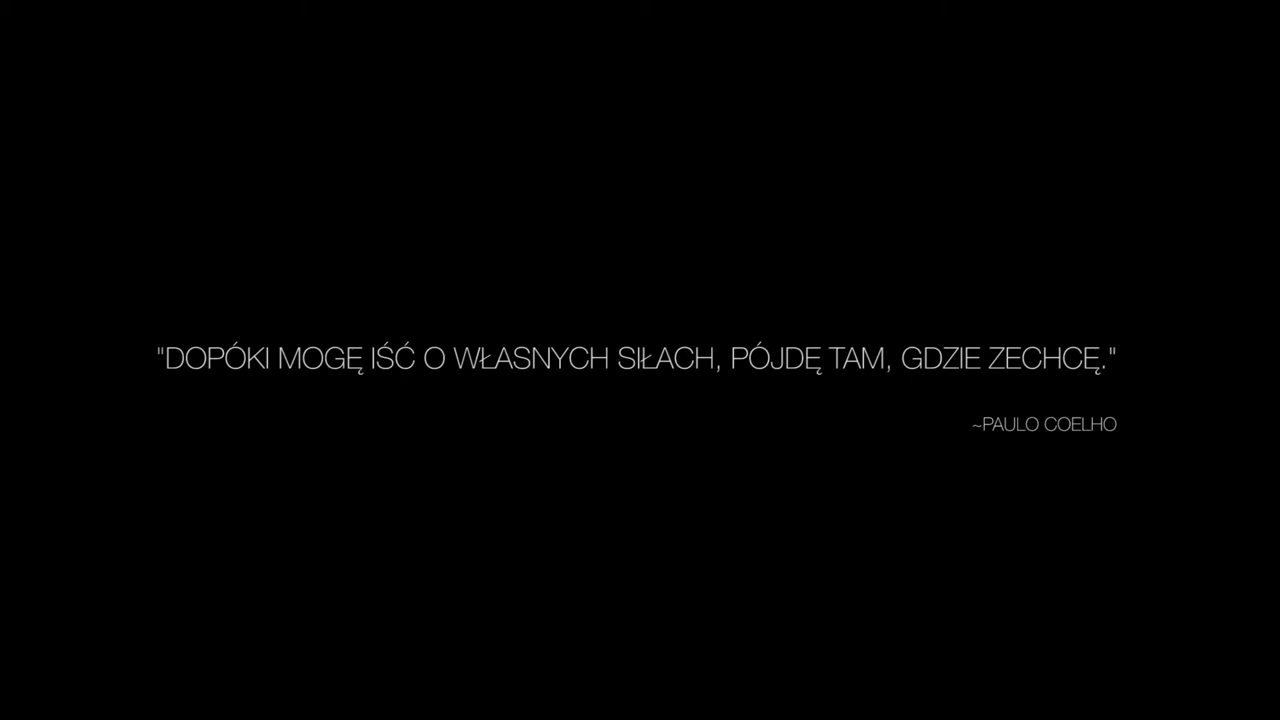 "DOPÓKI MOGĘ IŚĆ O WŁASNYCH SIŁACH, PÓJDĘ TAM, GDZIE ZECHCĘ."
~PAULO COELHO